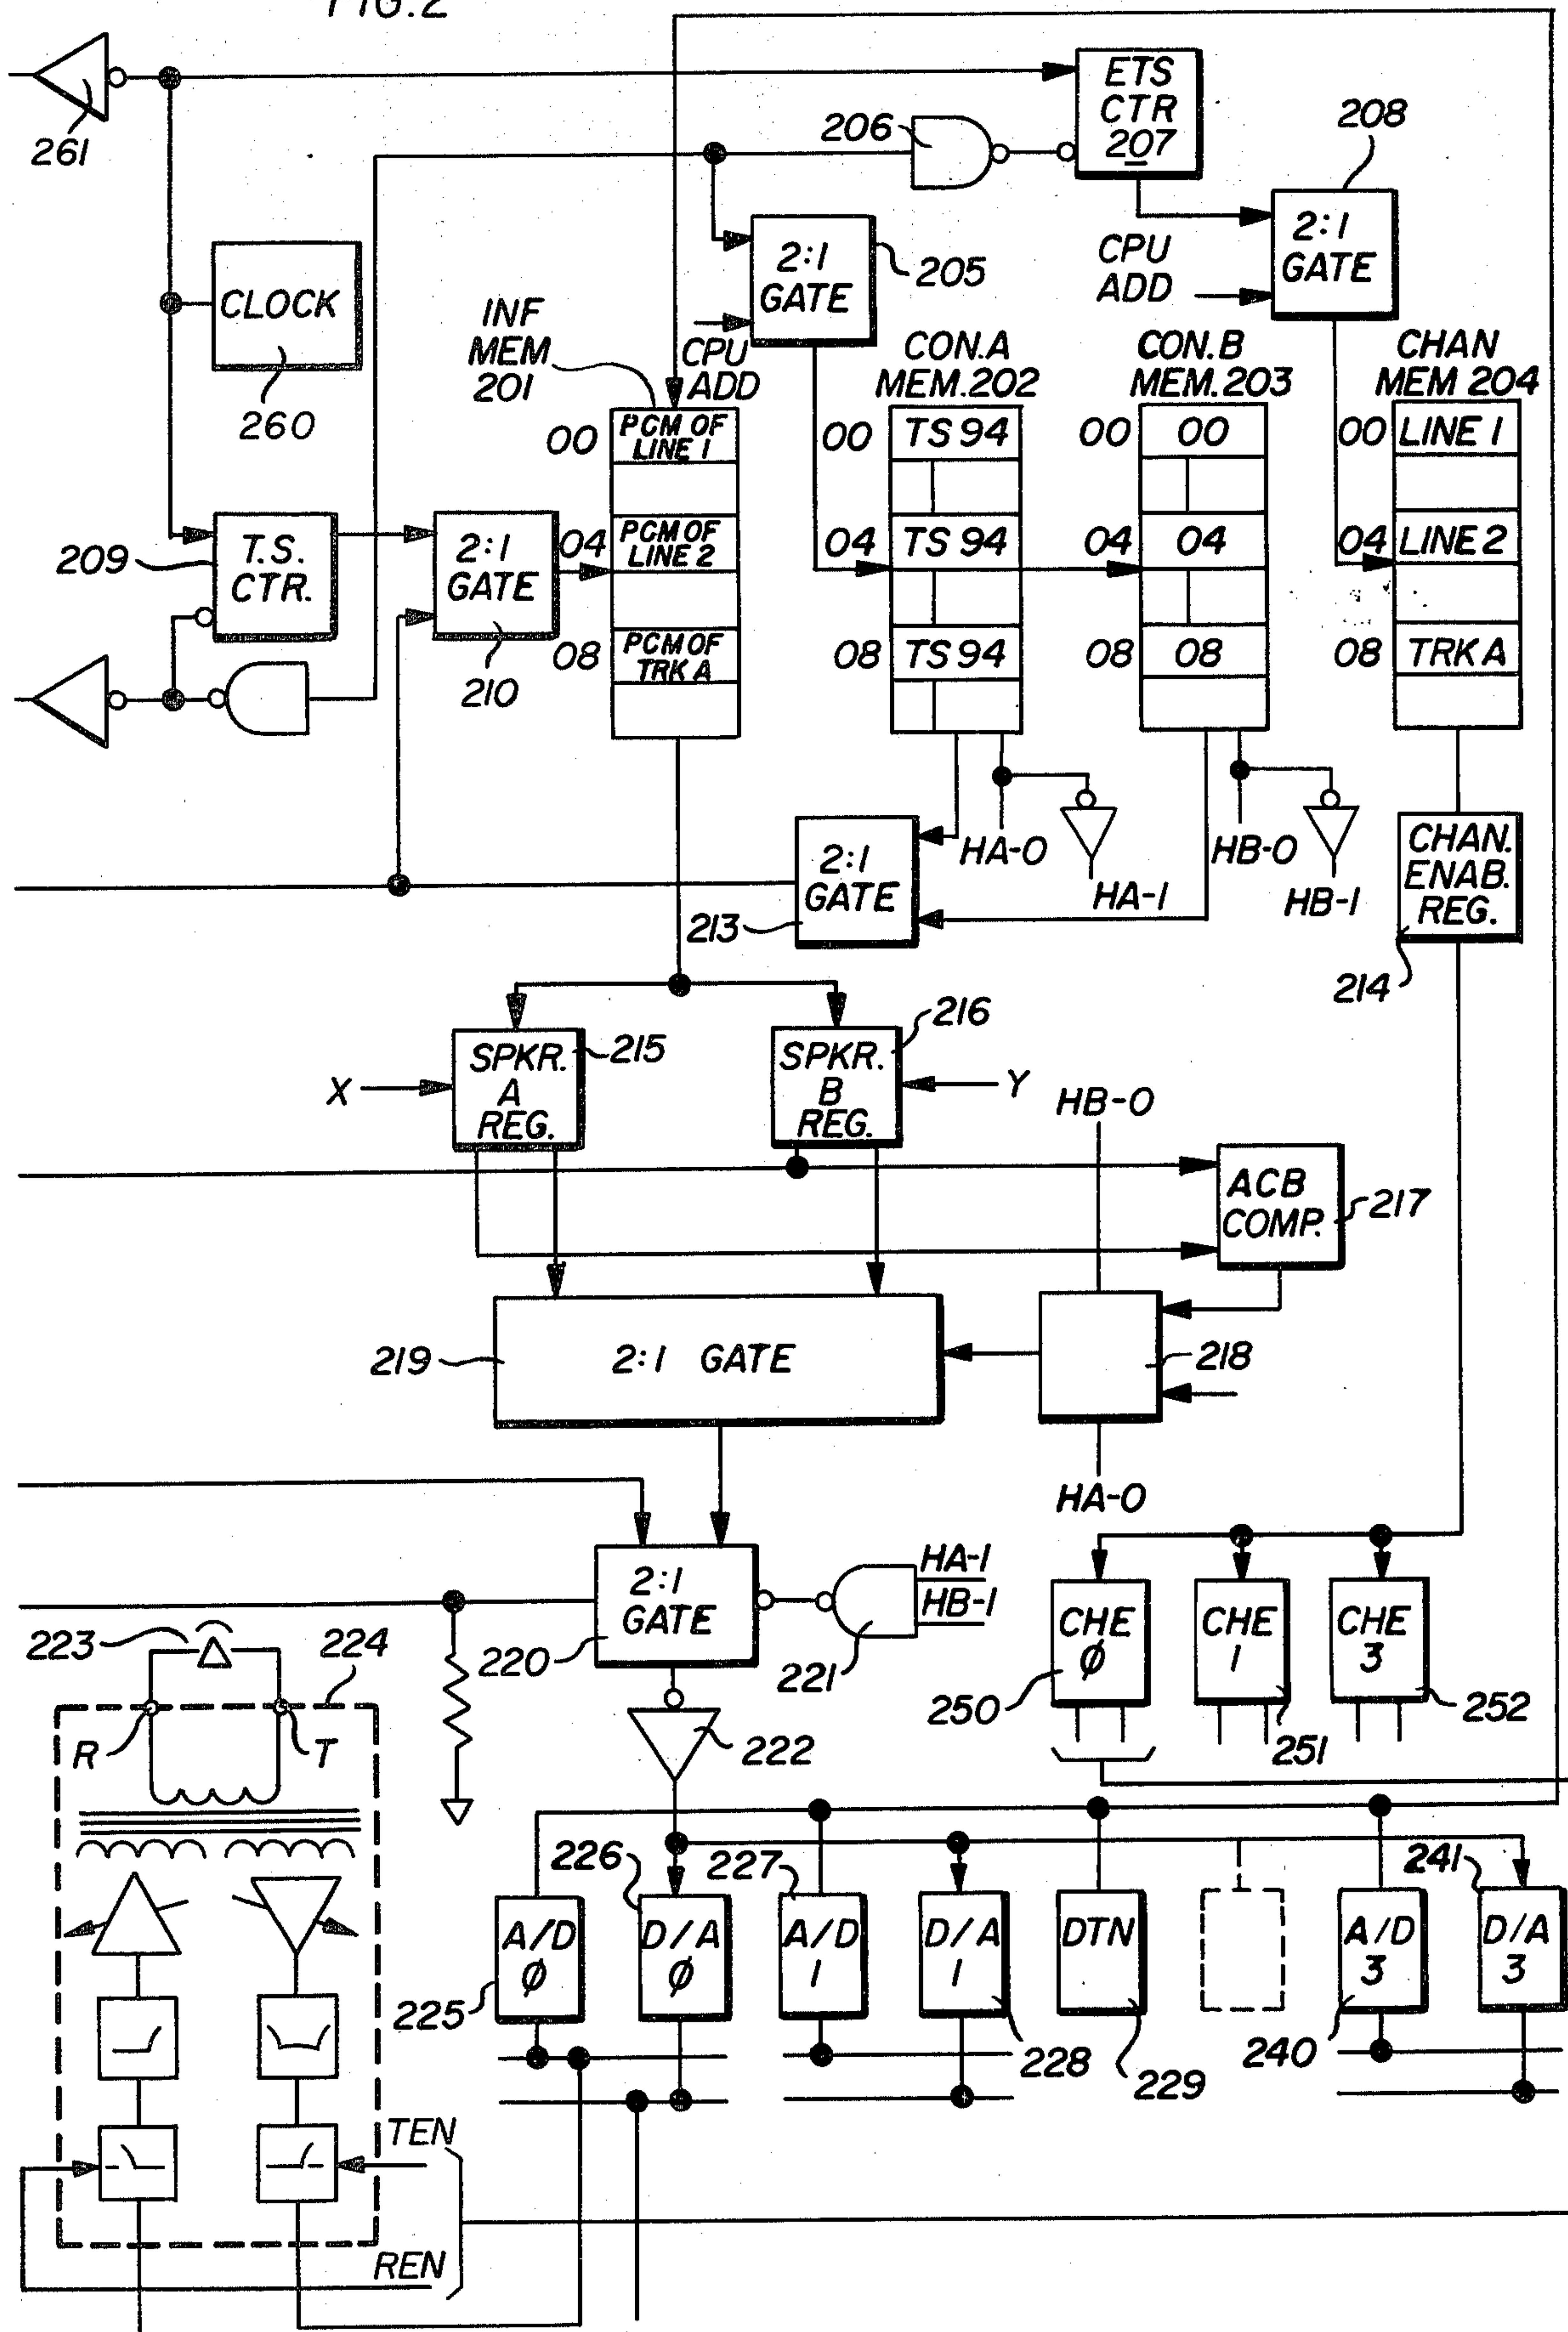 FIG.2
261
ETS
CTR
207
206
208
2:1
GATE
205
CPU
ADD
2:1
GATE
CLOCK
260
INF
MEM
201
CPU
ADD
CON.A
MEM.202
CON.B
MEM.203
CHAN
MEM 204
00
PCM OF
LINE 1
00
TS 94
00
00
00
LINE 1
209
T.S.
CTR.
2:1
GATE
210
04
PCM OF
LINE 2
04
TS 94
04
04
04
LINE 2
08
PCM OF
TRK A
08
TS 94
08
08
08
TRK A
2:1
GATE
213
HA-0
HA-1
HB-0
HB-1
CHAN.
ENAB.
REG.
214
X
SPKR.
A
REG.
215
SPKR.
B
REG.
216
Y
HB-0
ACB
COMP.
217
219
2:1 GATE
218
HA-0
2:1
GATE
220
HA-1
HB-1
221
222
CHE
Ø
250
CHE
1
251
CHE
3
252
223
224
R
T
225
A/D
Ø
226
D/A
Ø
227
A/D
1
D/A
1
228
DTN
229
A/D
3
240
241
D/A
3
TEN
REN